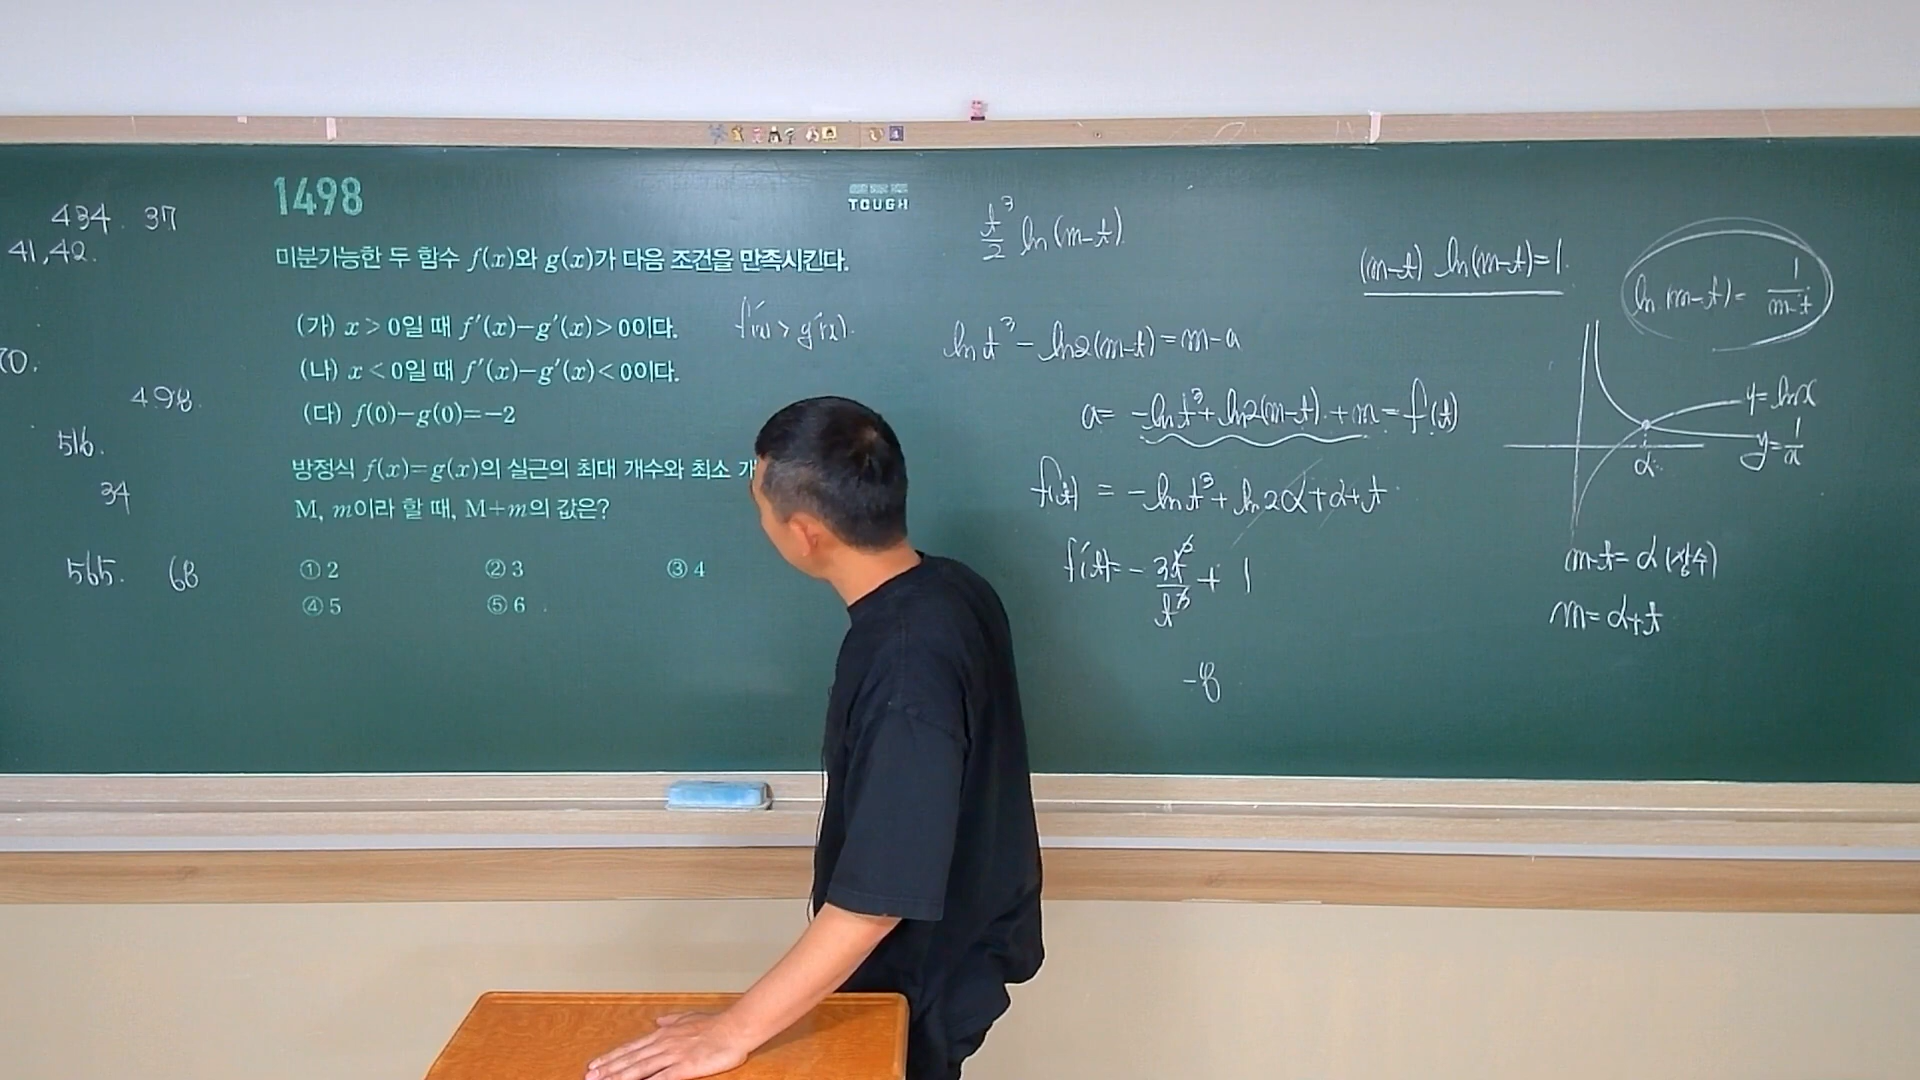 434. 37
41,42.
70.
498.
516.
34
565. 68
1498
TOUGH
미분가능한 두 함수 f(x)와 g(x)가 다음 조건을 만족시킨다.
(가) x > 0일 때 f′(x)−g′(x)>0이다.
f′(x) > g′(x).
(나) x < 0일 때 f′(x)−g′(x)<0이다.
(다) f(0)−g(0)=−2
방정식 f(x)=g(x)의 실근의 최대 개수와 최소 개
M, m이라 할 때, M+m의 값은?
① 2 ② 3 ③ 4
④ 5 ⑤ 6
t³/2 ln(m-t)
ln t³ - ln2(m-t) = m-a
a = -ln t³ + ln2(m-t) + m = f(t)
f(t) = -ln t³ + ln 2α + α + t
f′(t) = - 3t²/t³ + 1
-8
(m-t) ln(m-t)=1.
ln(m-t) = 1/m-t
y=lnx
y=1/x
α
m-t = α (상수)
m = α+t